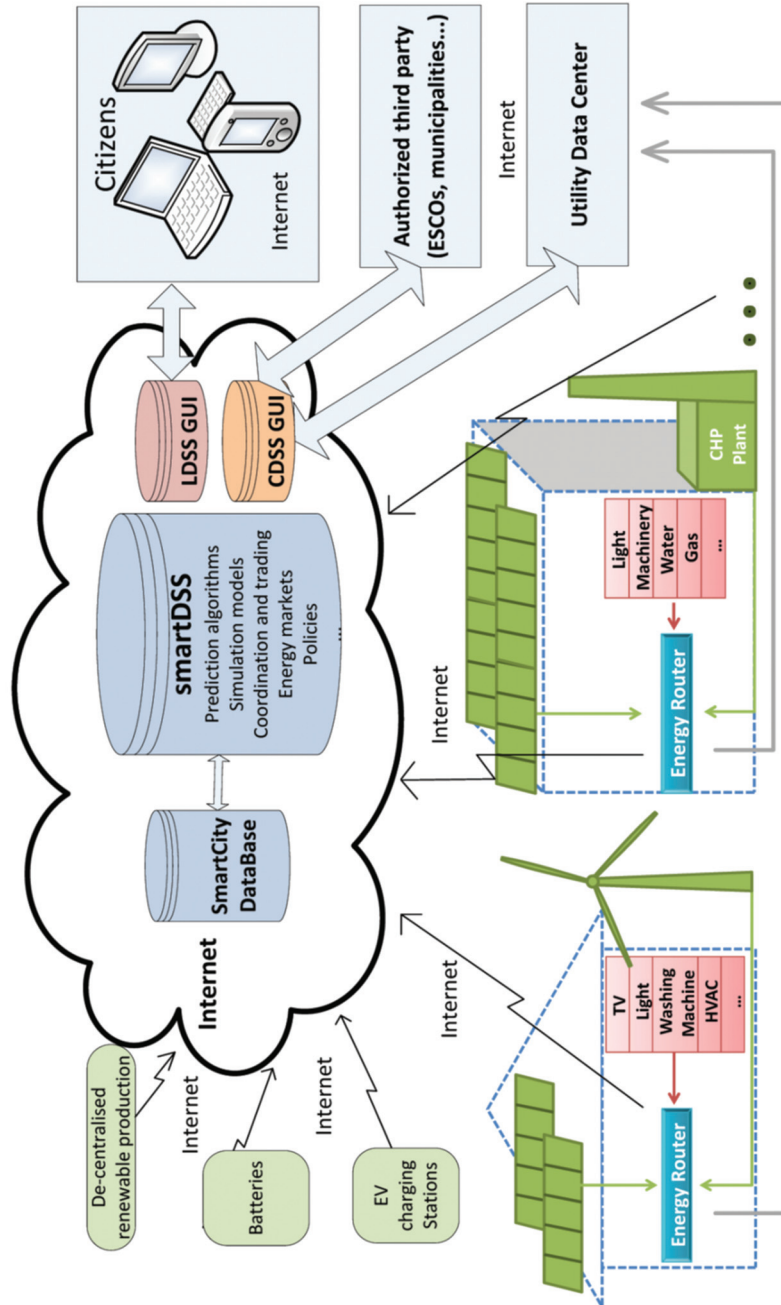 De-centralised
renewable production
Internet
Batteries
Internet
EV
charging
Stations
Internet
SmartCity
DataBase
smartDSS
Prediction algorithms
Simulation models
Coordination and trading
Energy markets
Policies
...
LDSS GUI
CDSS GUI
Citizens
Internet
Authorized third party
(ESCOs, municipalities...)
Internet
Utility Data Center
Internet
TV
Light
Washing
Machine
HVAC
...
Energy Router
Internet
Light
Machinery
Water
Gas
...
Energy Router
CHP
Plant